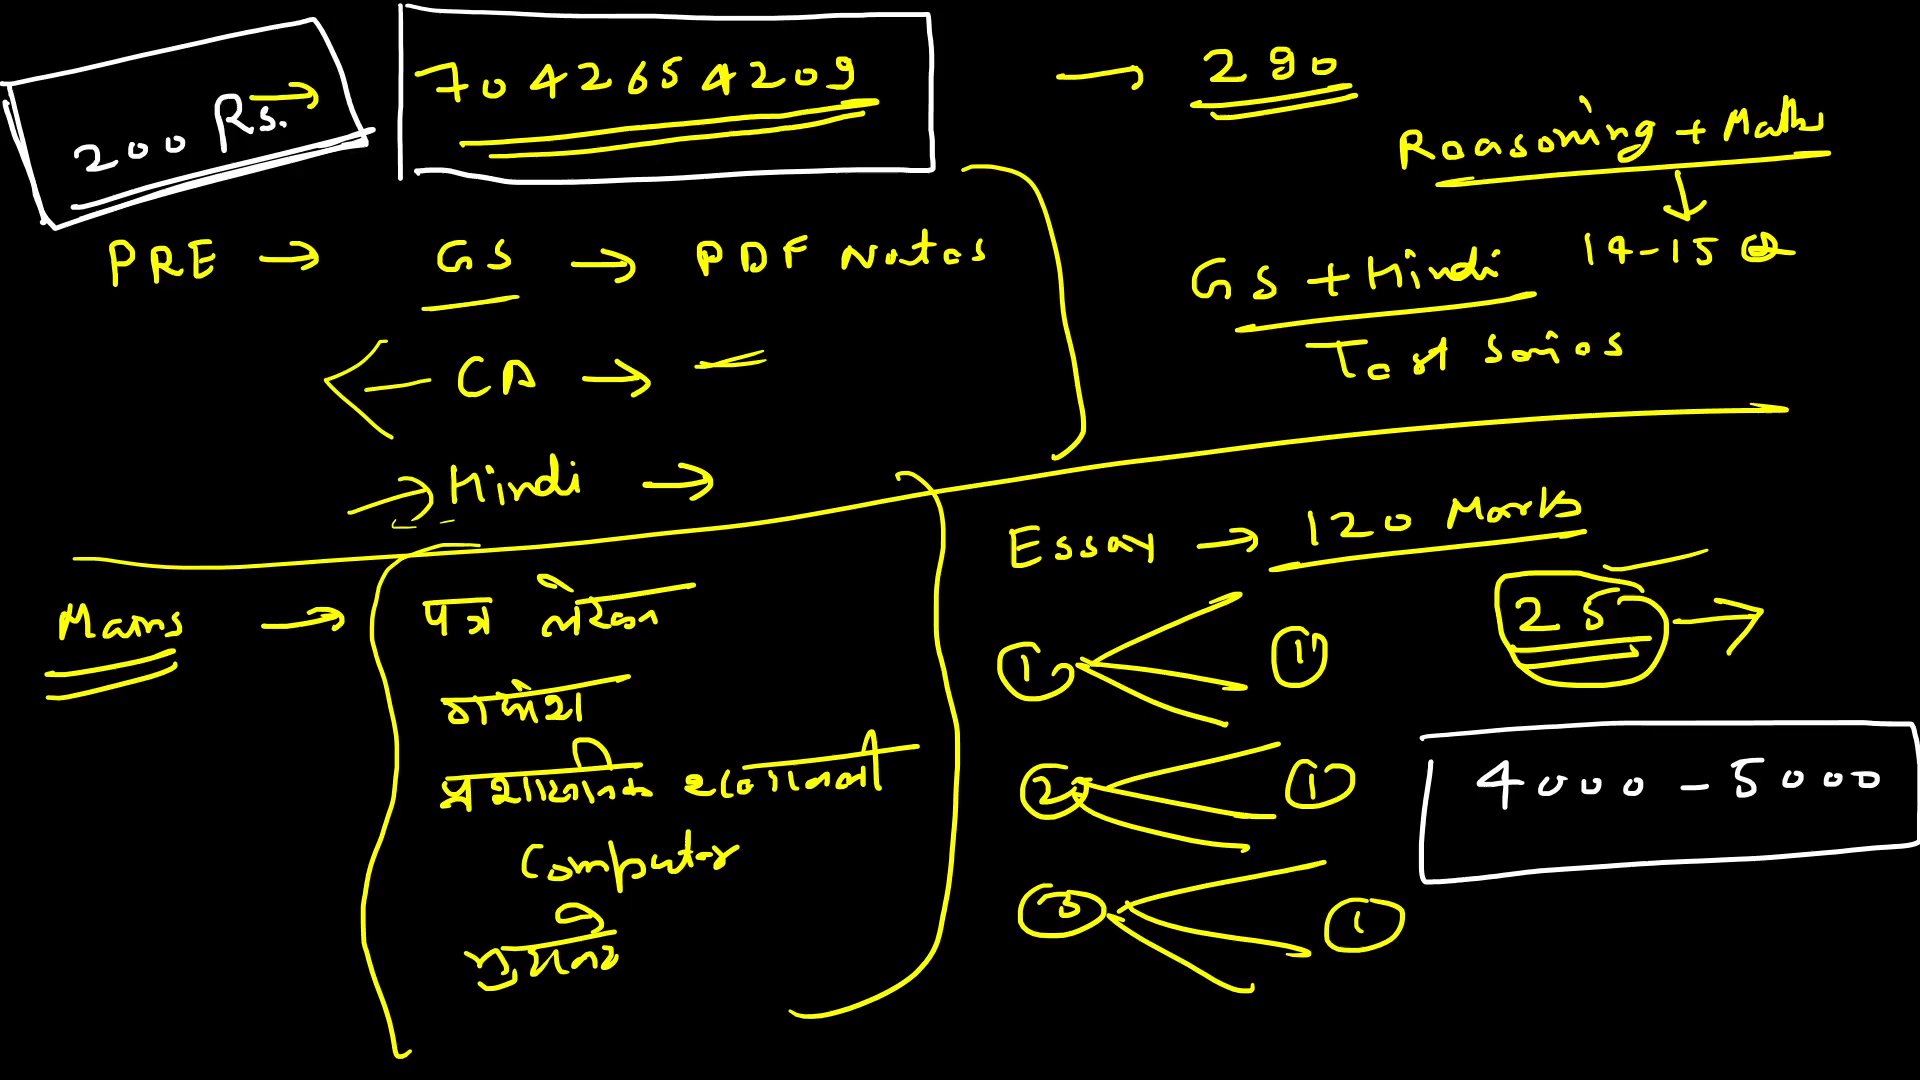 200 Rs. →
7042654209 → 290
Reasoning + Maths
14-15 Q
PRE → GS → PDF Notes
CA →
Hindi →
GS + Hindi
Test Series
Mains →
पत्र लेखन
प्रशासनिक शब्दावली
Computer
Essay → 120 Marks
1 1
2 1
3 1
25 →
4000 - 5000